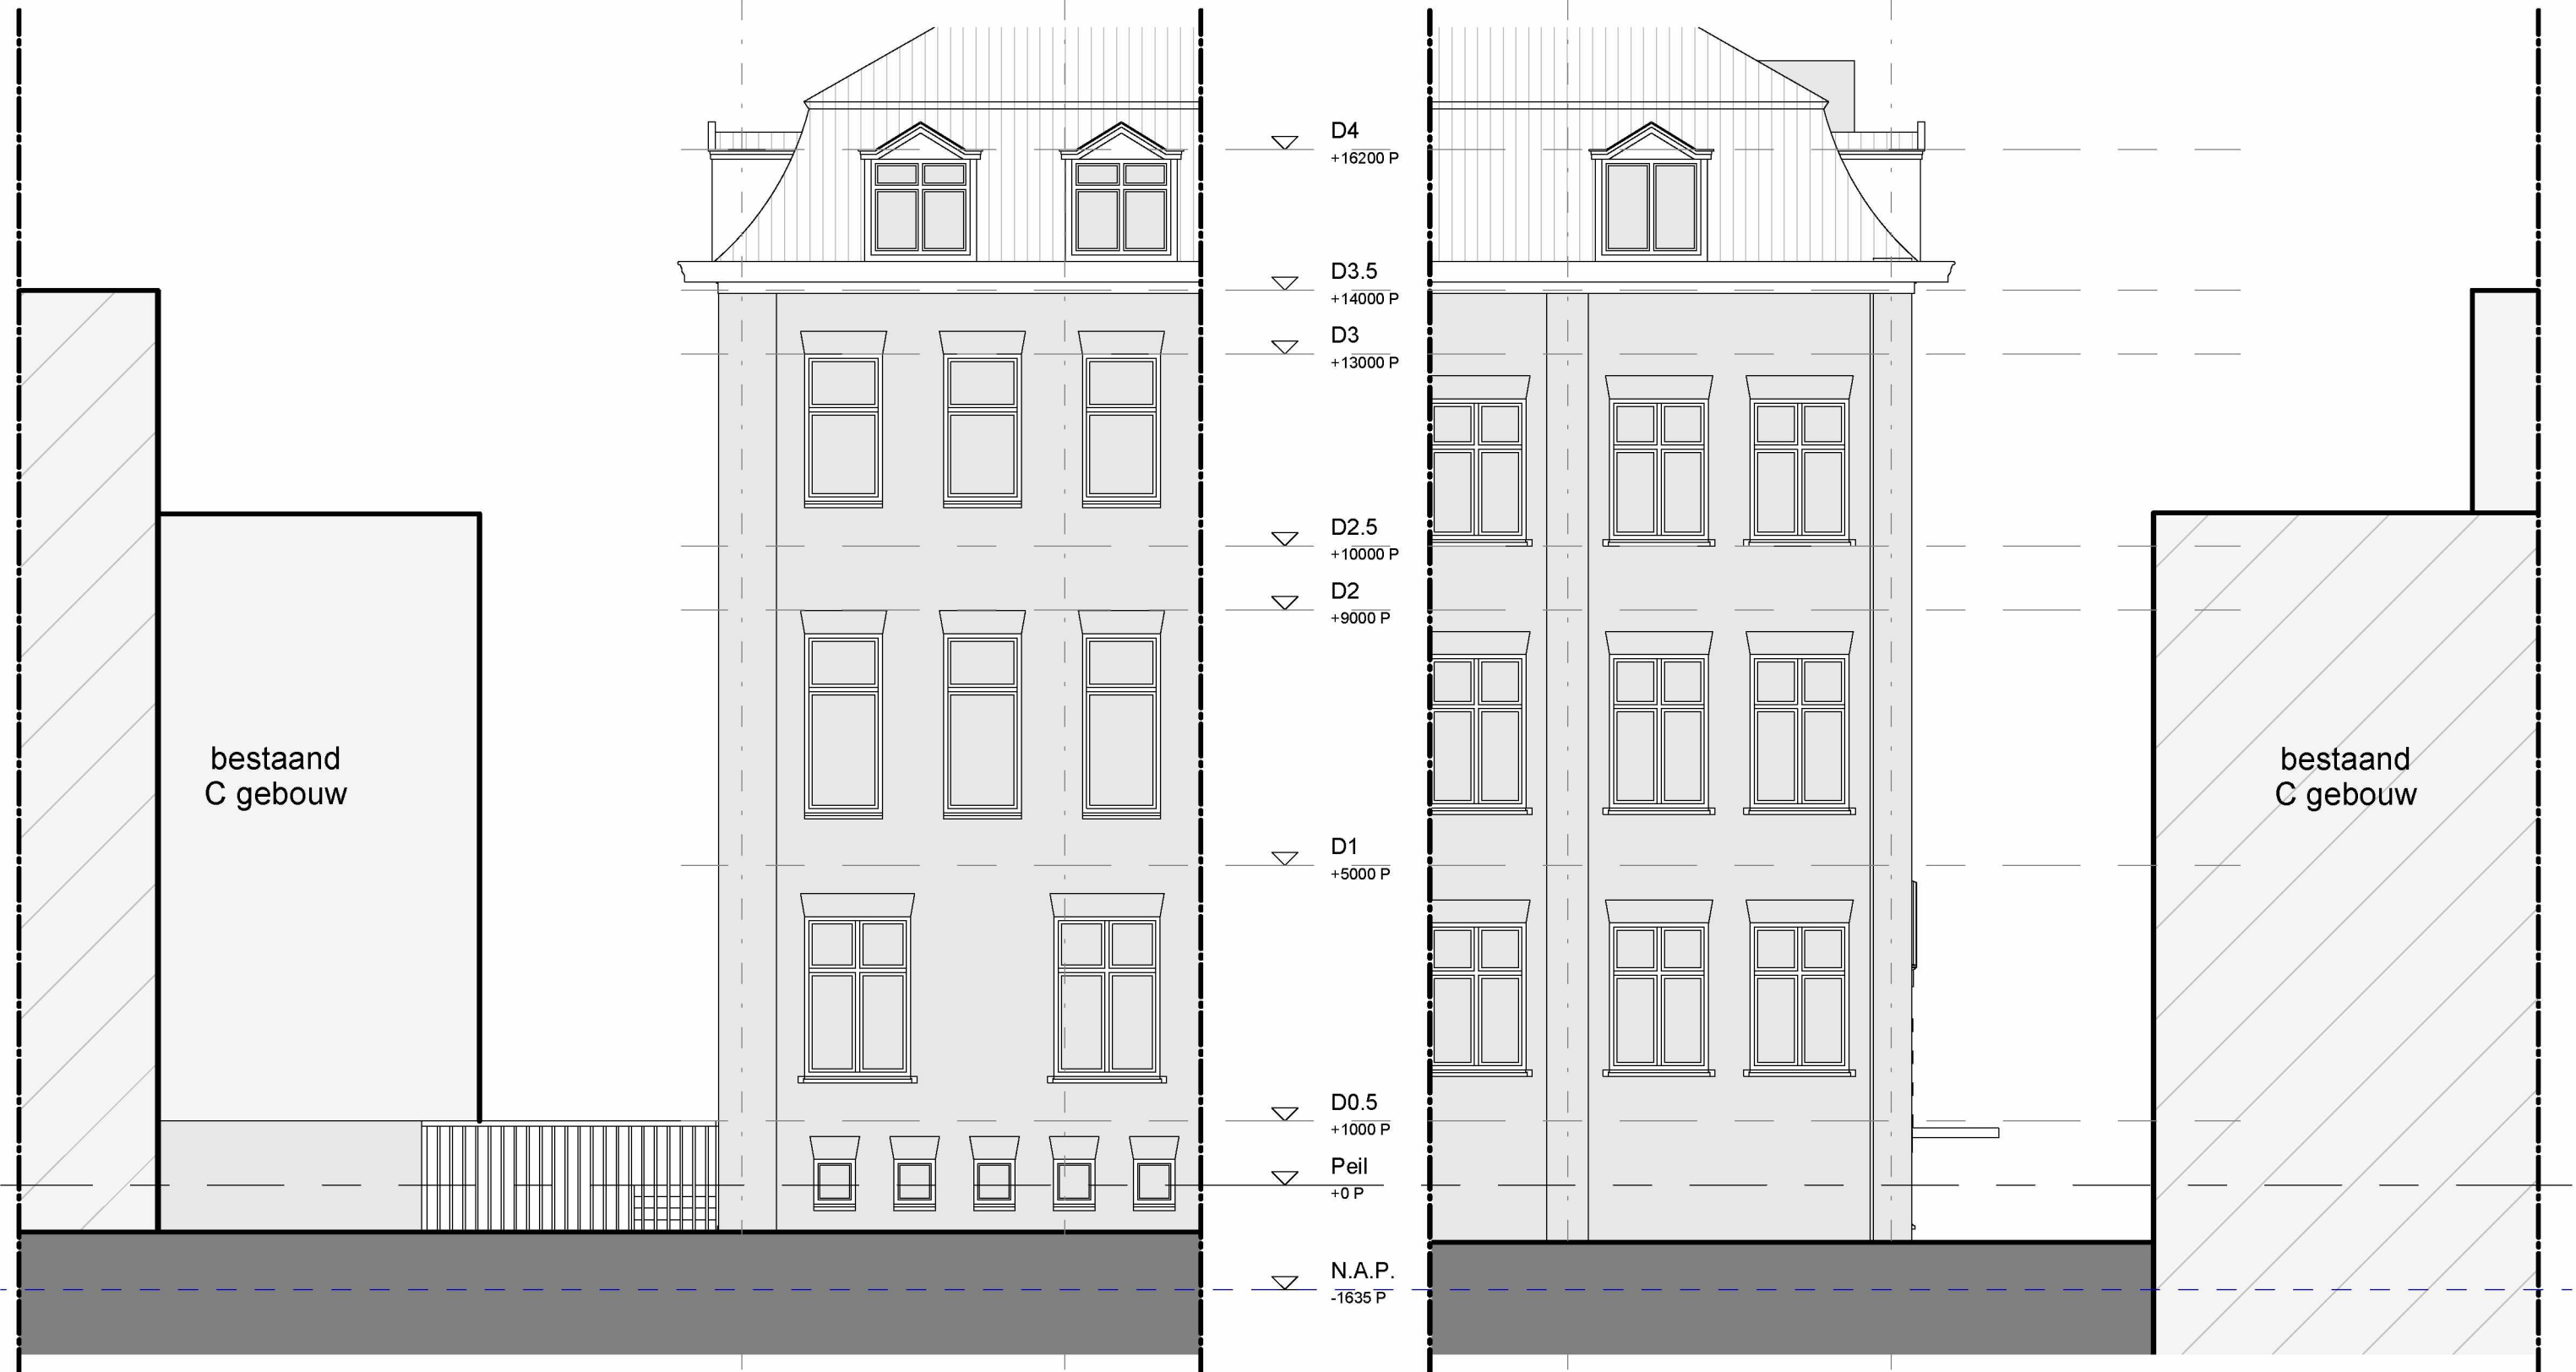 D4
+16200 P
D3.5
+14000 P
D3
+13000 P
D2.5
+10000 P
D2
+9000 P
bestaand
C gebouw
bestaand
C gebouw
D1
+5000 P
D0.5
+1000 P
Peil
+0 P
N.A.P.
-1635 P